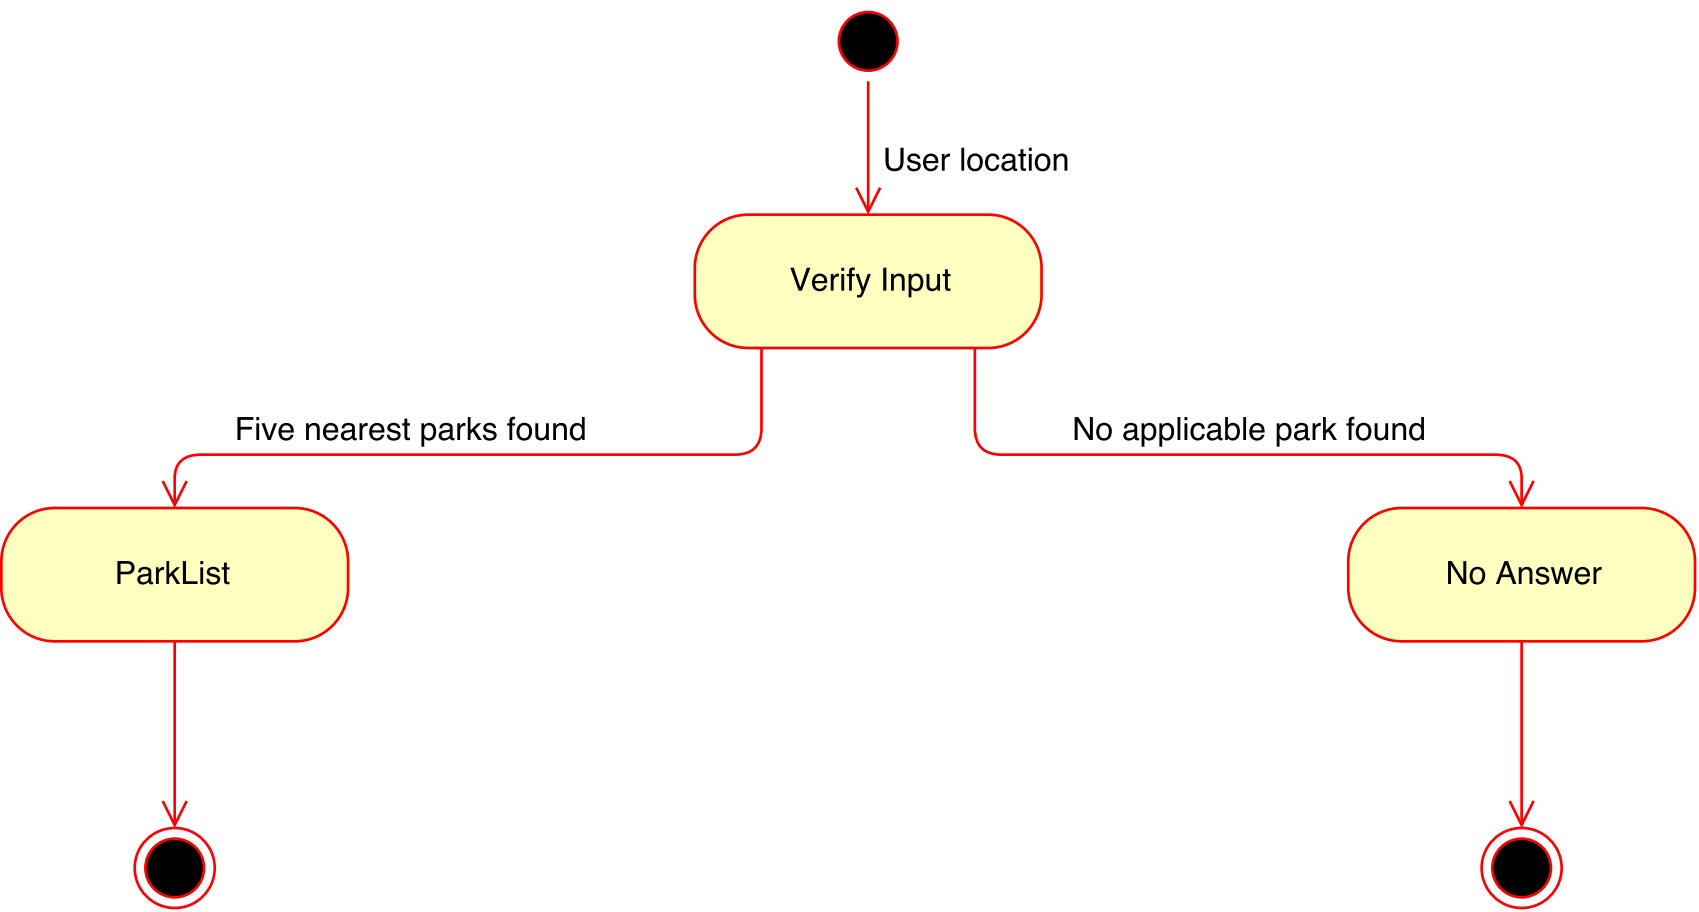 User location
Verify Input
Five nearest parks found
No applicable park found
ParkList
No Answer